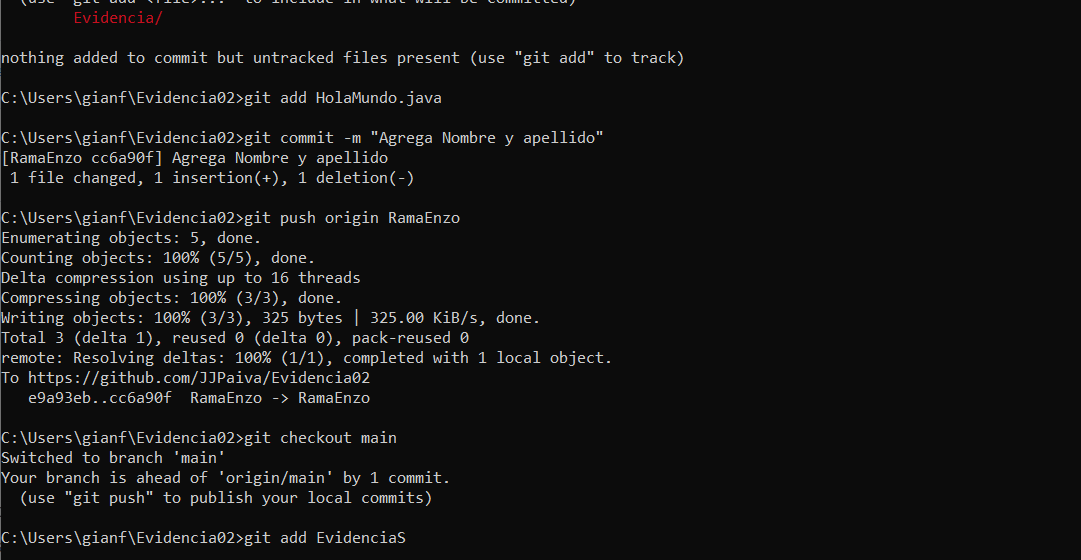 (use "git add <file>..." to include in what will be committed)
Evidencia/
nothing added to commit but untracked files present (use "git add" to track)
C:\Users\gianf\Evidencia02>git add HolaMundo.java
C:\Users\gianf\Evidencia02>git commit -m "Agrega Nombre y apellido"
[RamaEnzo cc6a90f] Agrega Nombre y apellido
 1 file changed, 1 insertion(+), 1 deletion(-)
C:\Users\gianf\Evidencia02>git push origin RamaEnzo
Enumerating objects: 5, done.
Counting objects: 100% (5/5), done.
Delta compression using up to 16 threads
Compressing objects: 100% (3/3), done.
Writing objects: 100% (3/3), 325 bytes | 325.00 KiB/s, done.
Total 3 (delta 1), reused 0 (delta 0), pack-reused 0
remote: Resolving deltas: 100% (1/1), completed with 1 local object.
To https://github.com/JJPaiva/Evidencia02
   e9a93eb..cc6a90f  RamaEnzo -> RamaEnzo
C:\Users\gianf\Evidencia02>git checkout main
Switched to branch 'main'
Your branch is ahead of 'origin/main' by 1 commit.
  (use "git push" to publish your local commits)
C:\Users\gianf\Evidencia02>git add EvidenciaS